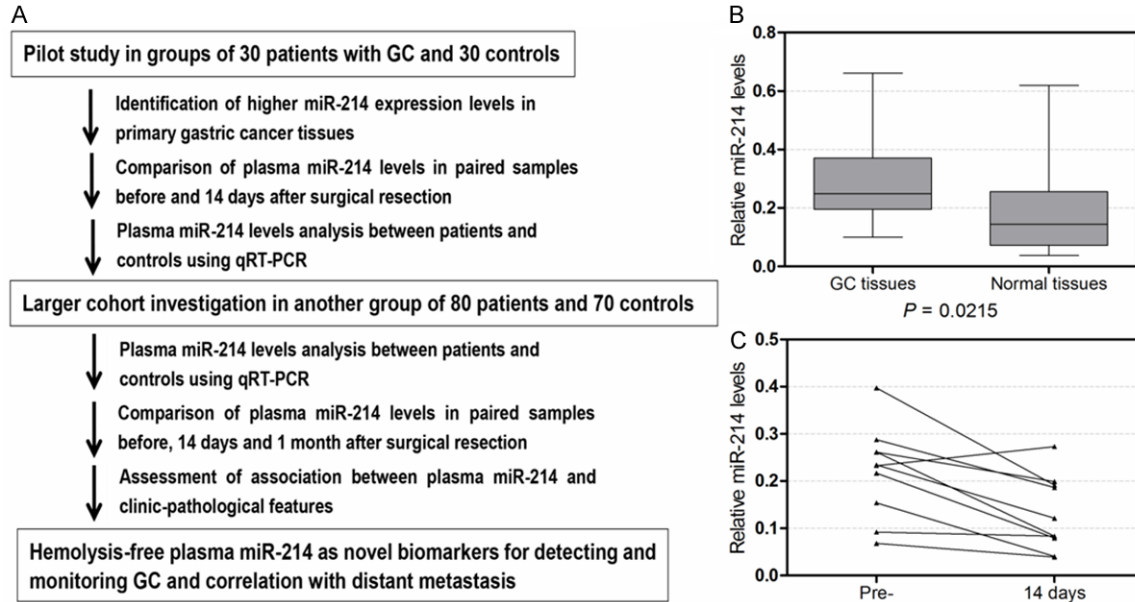 A
Pilot study in groups of 30 patients with GC and 30 controls
Identification of higher miR-214 expression levels in
primary gastric cancer tissues
Comparison of plasma miR-214 levels in paired samples
before and 14 days after surgical resection
Plasma miR-214 levels analysis between patients and
controls using qRT-PCR
Larger cohort investigation in another group of 80 patients and 70 controls
Plasma miR-214 levels analysis between patients and
controls using qRT-PCR
Comparison of plasma miR-214 levels in paired samples
before, 14 days and 1 month after surgical resection
Assessment of association between plasma miR-214 and
clinic-pathological features
Hemolysis-free plasma miR-214 as novel biomarkers for detecting and
monitoring GC and correlation with distant metastasis
B
Relative miR-214 levels
0.8
0.6
0.4
0.2
0.0
GC tissues Normal tissues
P = 0.0215
C
Relative miR-214 levels
0.5
0.4
0.3
0.2
0.1
0.0
Pre- 14 days